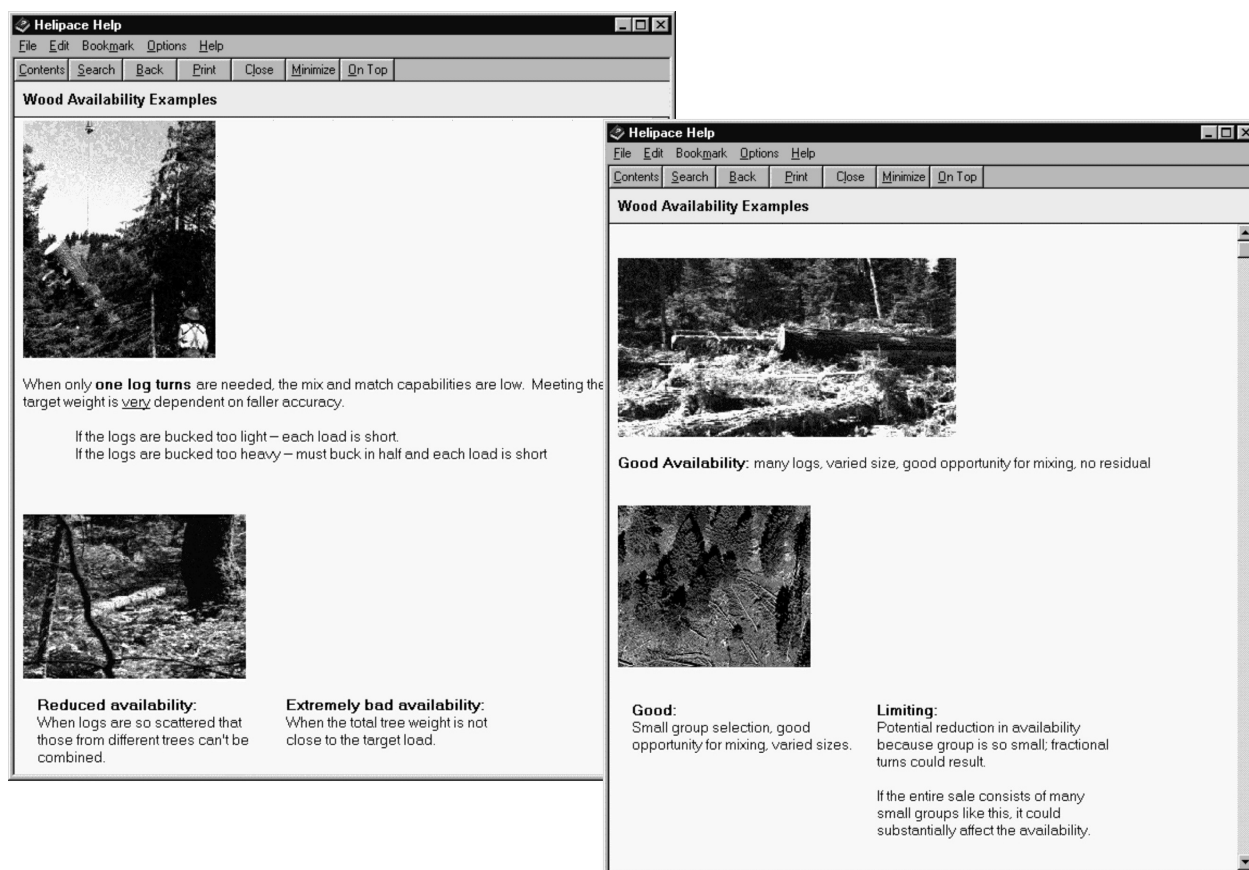 Helipace Help
File Edit Bookmark Options Help
Contents Search Back Print Close Minimize On Top
Wood Availability Examples
When only one log turns are needed, the mix and match capabilities are low. Meeting the
target weight is very dependent on faller accuracy.
If the logs are bucked too light – each load is short.
If the logs are bucked too heavy – must buck in half and each load is short
Reduced availability:
When logs are so scattered that
those from different trees can't be
combined.
Extremely bad availability:
When the total tree weight is not
close to the target load.
Helipace Help
File Edit Bookmark Options Help
Contents Search Back Print Close Minimize On Top
Wood Availability Examples
Good Availability: many logs, varied size, good opportunity for mixing, no residual
Good:
Small group selection, good
opportunity for mixing, varied sizes.
Limiting:
Potential reduction in availability
because group is so small; fractional
turns could result.
If the entire sale consists of many
small groups like this, it could
substantially affect the availability.